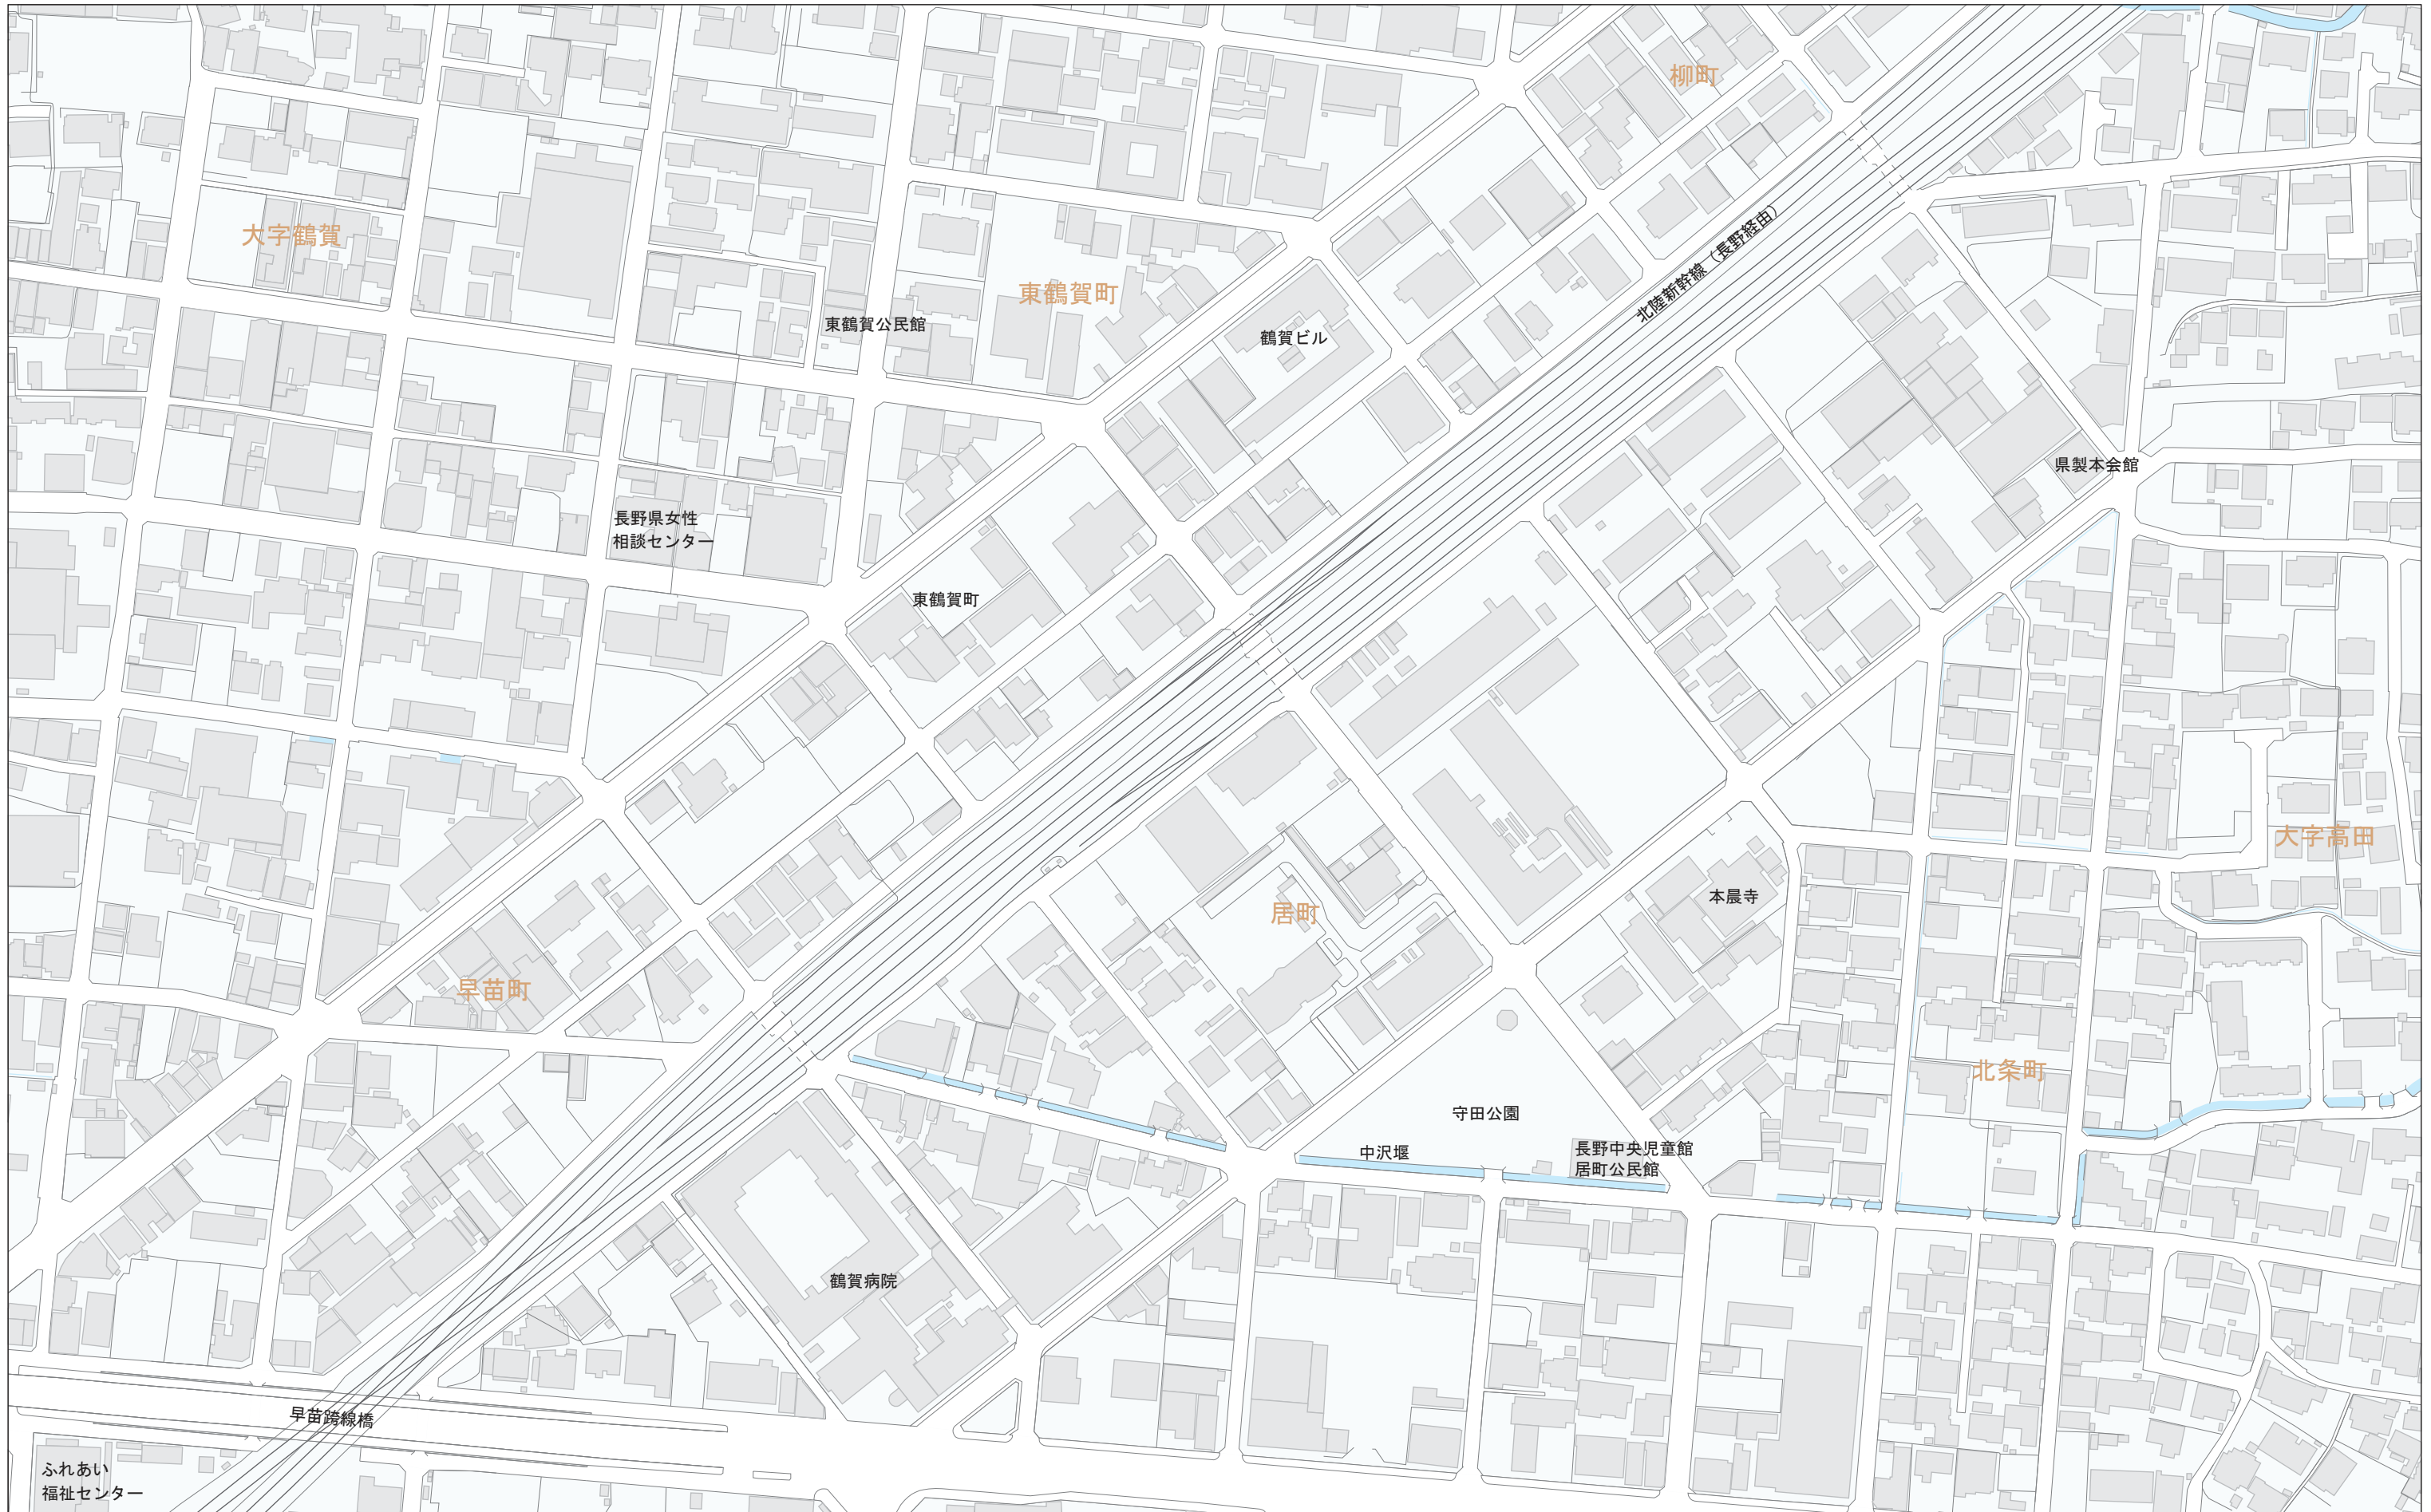 柳町
大字鶴賀
北陸新幹線（長野経由）
東鶴賀町
東鶴賀公民館
鶴賀ビル
県製本会館
長野県女性
相談センター
東鶴賀町
大字高田
本晨寺
居町
早苗町
北条町
守田公園
中沢堰
長野中央児童館
居町公民館
鶴賀病院
早苗跨線橋
ふれあい
福祉センター